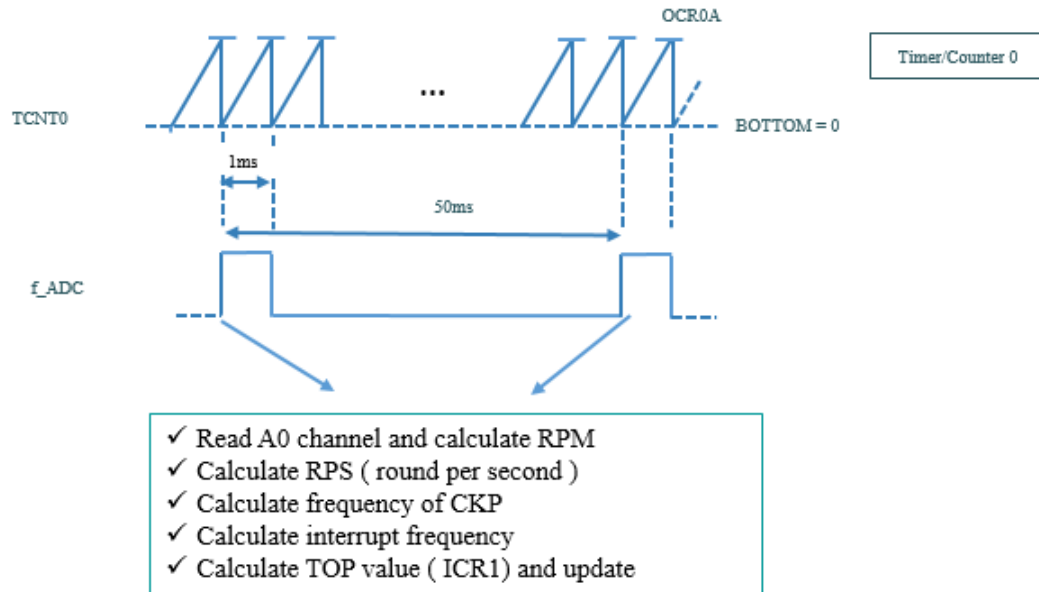 OCR0A
Timer/Counter 0
...
TCNT0
BOTTOM = 0
1ms
50ms
f_ADC
✓ Read A0 channel and calculate RPM
✓ Calculate RPS ( round per second )
✓ Calculate frequency of CKP
✓ Calculate interrupt frequency
✓ Calculate TOP value ( ICR1) and update